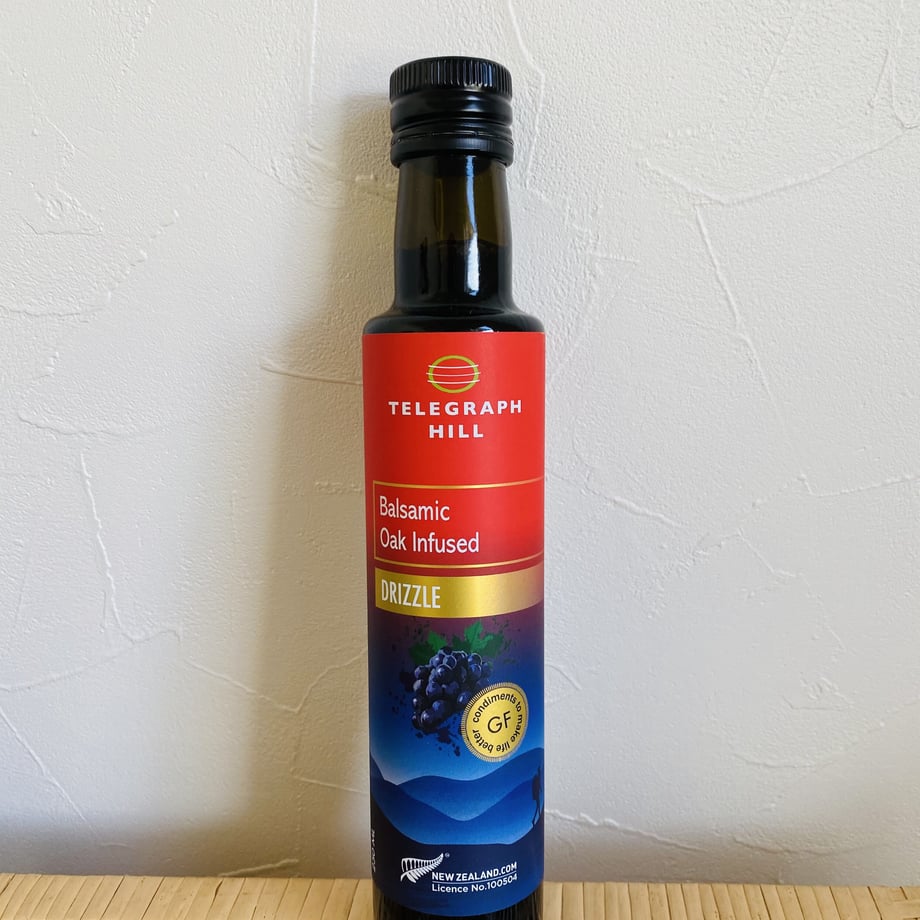 TELEGRAPH
HILL
Balsamic
Oak Infused
DRIZZLE
condiments to make life better
GF
NEW ZEALAND.COM
Licence No.100504